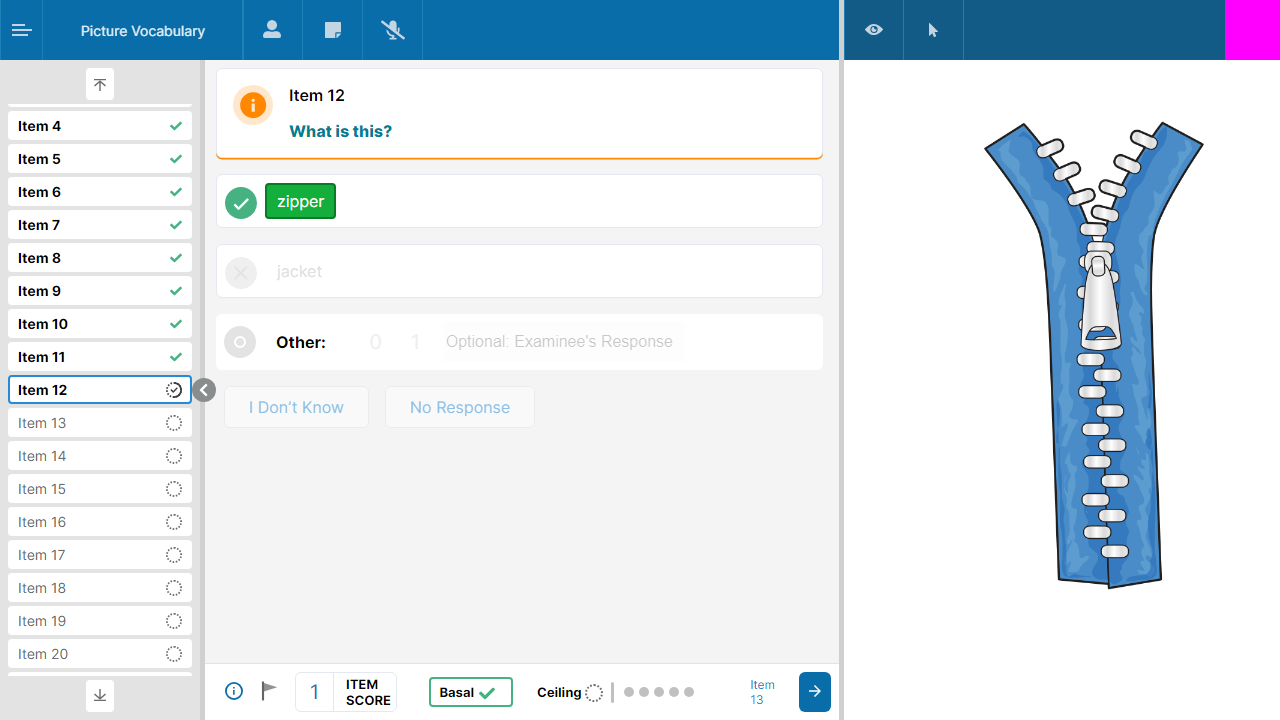 Picture Vocabulary
Item 4
Item 5
Item 6
Item 7
Item 8
Item 9
Item 10
Item 11
Item 12
Item 13
Item 14
Item 15
Item 16
Item 17
Item 18
Item 19
Item 20
Item 12
What is this?
zipper
jacket
Other: 0 1 Optional: Examinee's Response
I Don't Know No Response
1 ITEM SCORE
Basal
Ceiling
Item 13